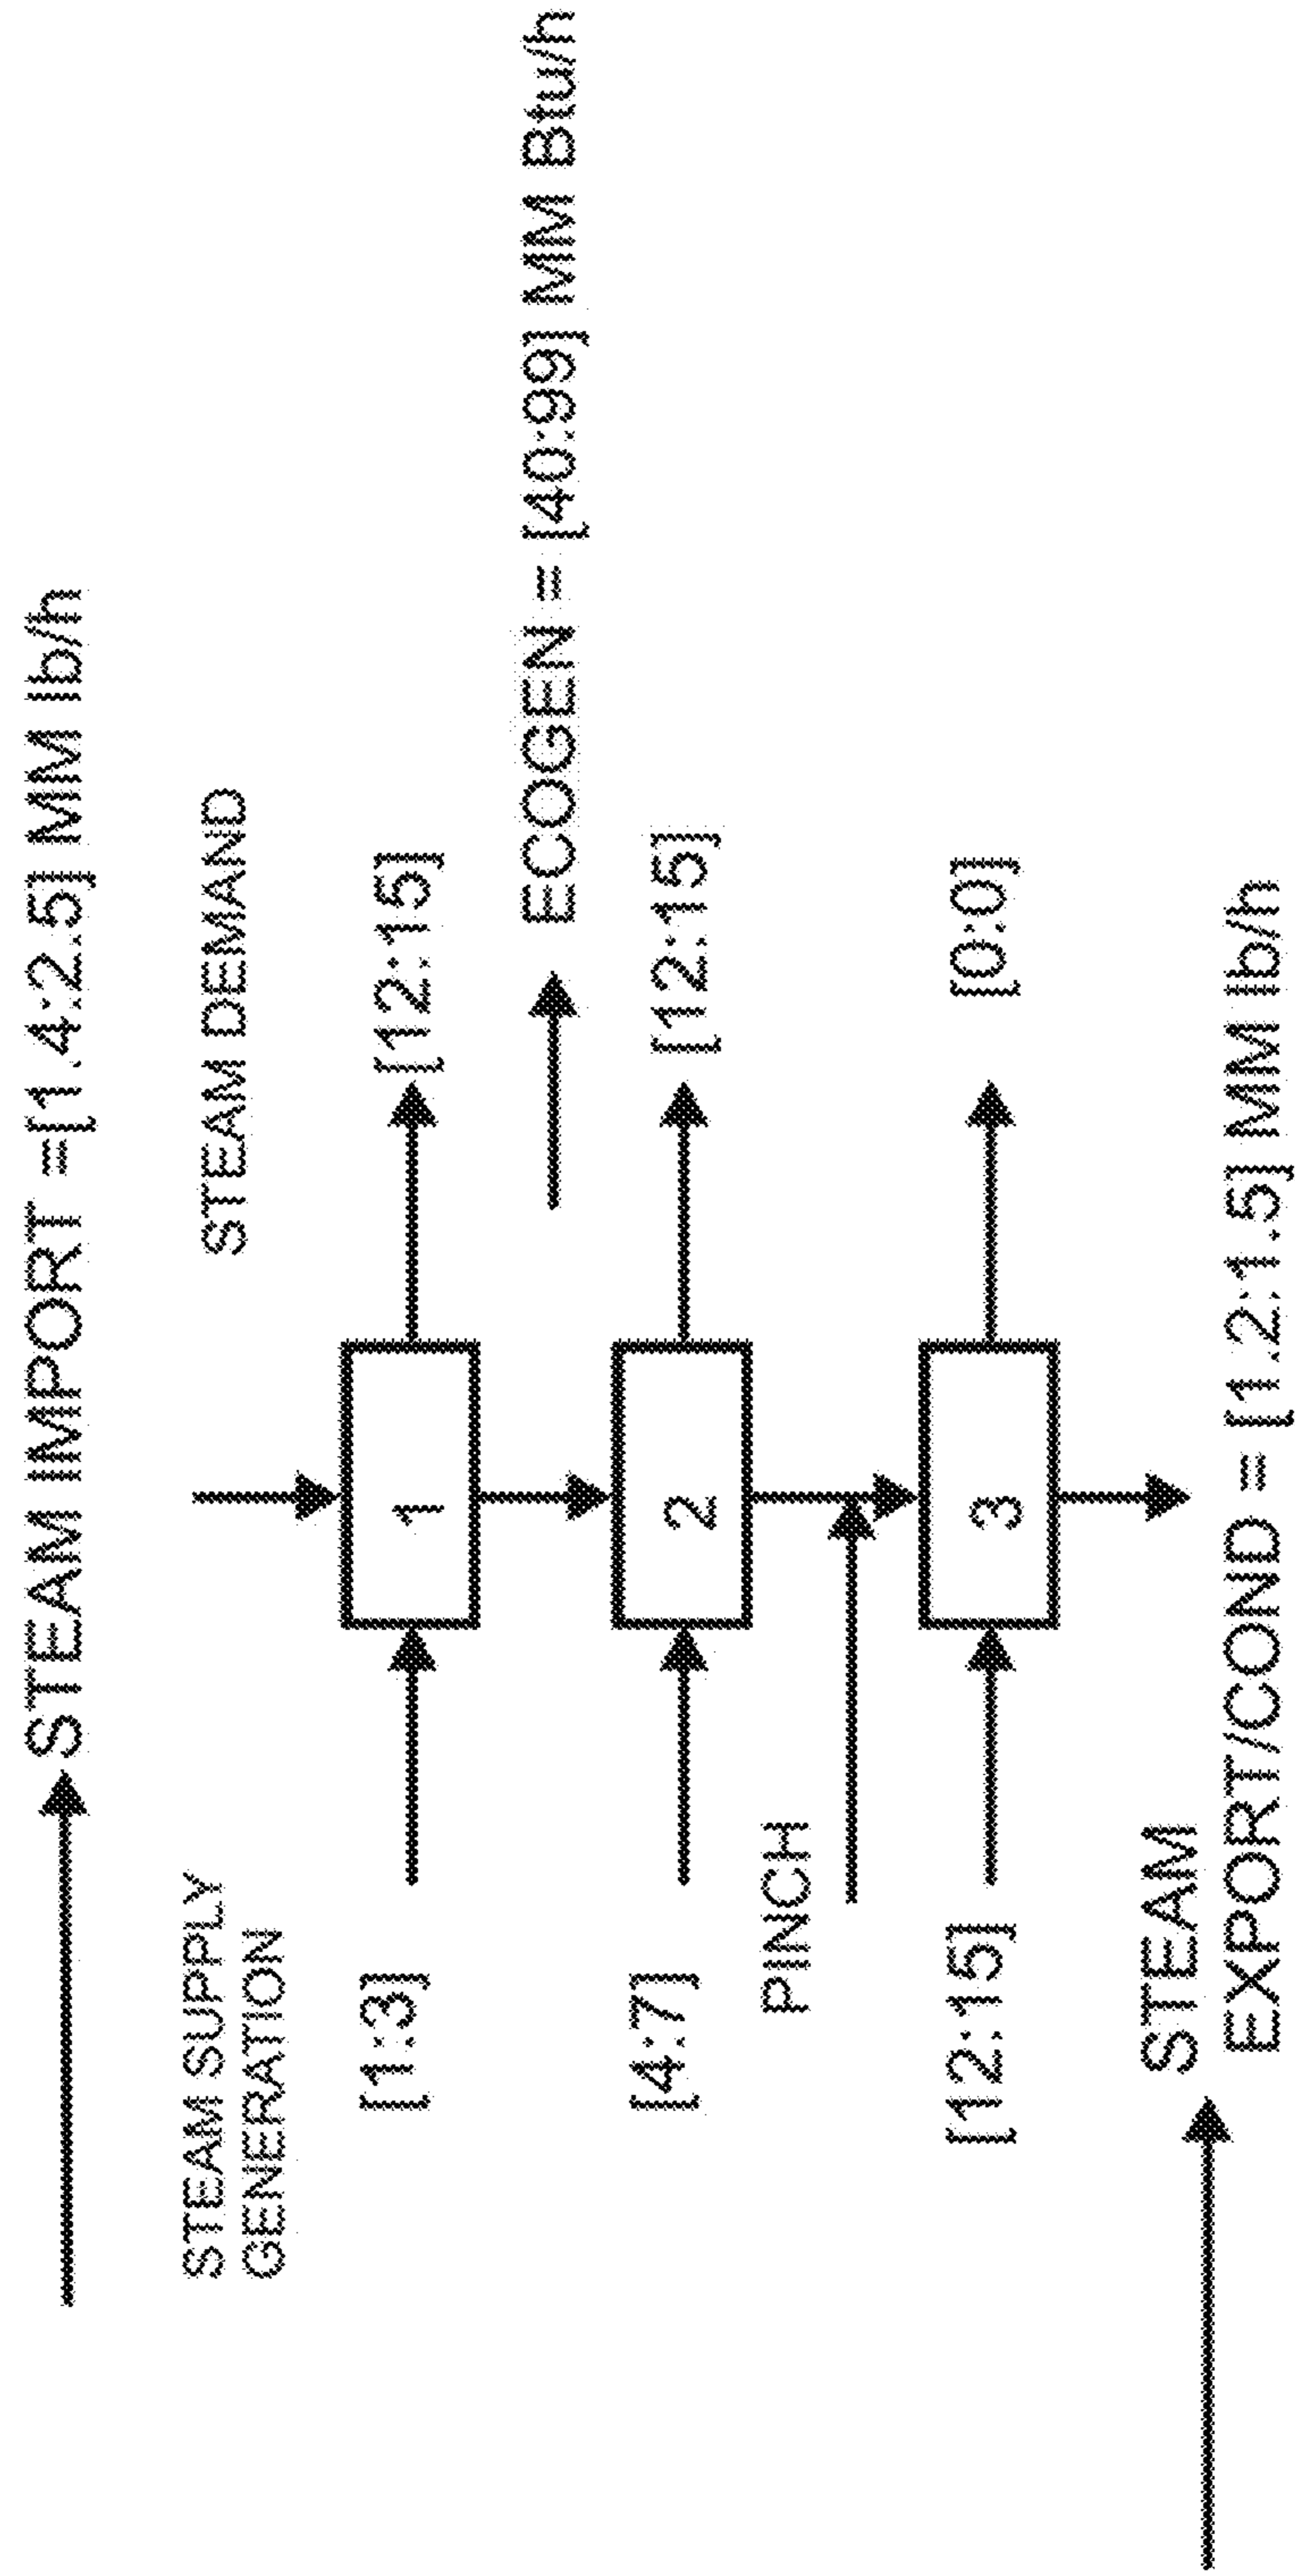 STEAM IMPORT =[1.4:2.5] MM lb/h
STEAM SUPPLY
GENERATION
STEAM DEMAND
[1:3]
1
[12:15]
ECOGEN = [40:99] MM Btu/h
[4:7]
2
[12:15]
PINCH
[12:15]
3
[0:0]
STEAM
EXPORT/COND = [1.2:1.5] MM lb/h